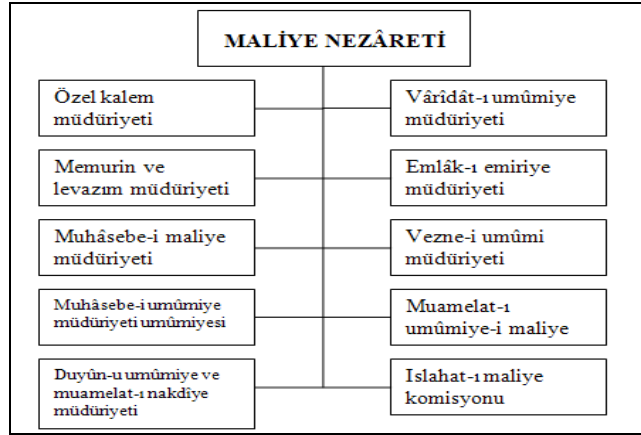 MALİYE NEZÂRETİ
Özel kalem
müdüriyeti
Vârîdât-ı umûmiye
müdüriyeti
Memurin ve
levazım müdüriyeti
Emlâk-ı emiriye
müdüriyeti
Muhâsebe-i maliye
müdüriyeti
Vezne-i umûmi
müdüriyeti
Muhâsebe-i umûmiye
müdüriyeti umûmiyesi
Muamelat-ı
umûmiye-i maliye
Duyûn-u umûmiye ve
muamelat-ı nakdîye
müdüriyeti
Islahat-ı maliye
komisyonu